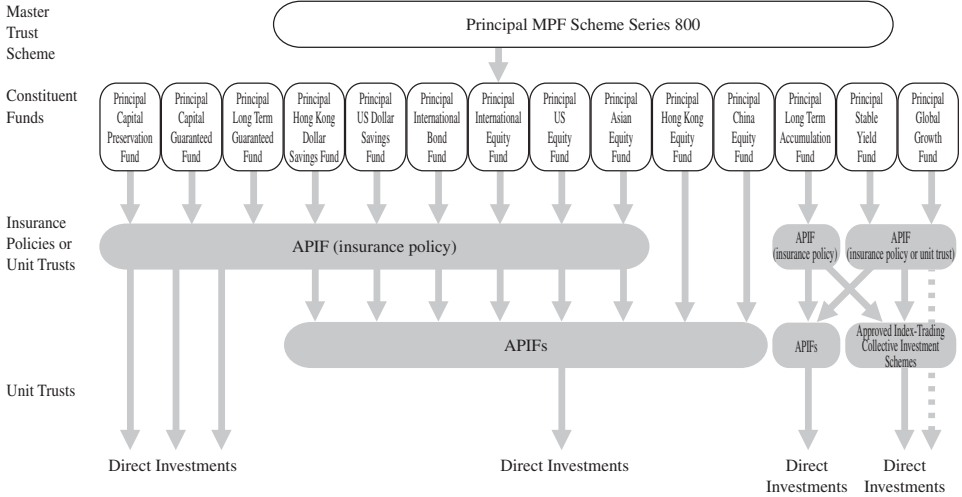 Master
Trust
Scheme
Principal MPF Scheme Series 800
Constituent
Funds
Principal
Capital
Preservation
Fund
Principal
Capital
Guaranteed
Fund
Principal
Long Term
Guaranteed
Fund
Principal
Hong Kong
Dollar
Savings Fund
Principal
US Dollar
Savings
Fund
Principal
International
Bond
Fund
Principal
International
Equity
Fund
Principal
US
Equity
Fund
Principal
Asian
Equity
Fund
Principal
Hong Kong
Equity
Fund
Principal
China
Equity
Fund
Principal
Long Term
Accumulation
Fund
Principal
Stable
Yield
Fund
Principal
Global
Growth
Fund
Insurance
Policies or
Unit Trusts
APIF (insurance policy)
APIF
(insurance policy)
APIF
(insurance policy or unit trust)
APIFs
APIFs
Approved Index-Trading
Collective Investment
Schemes
Unit Trusts
Direct Investments
Direct Investments
Direct
Investments
Direct
Investments